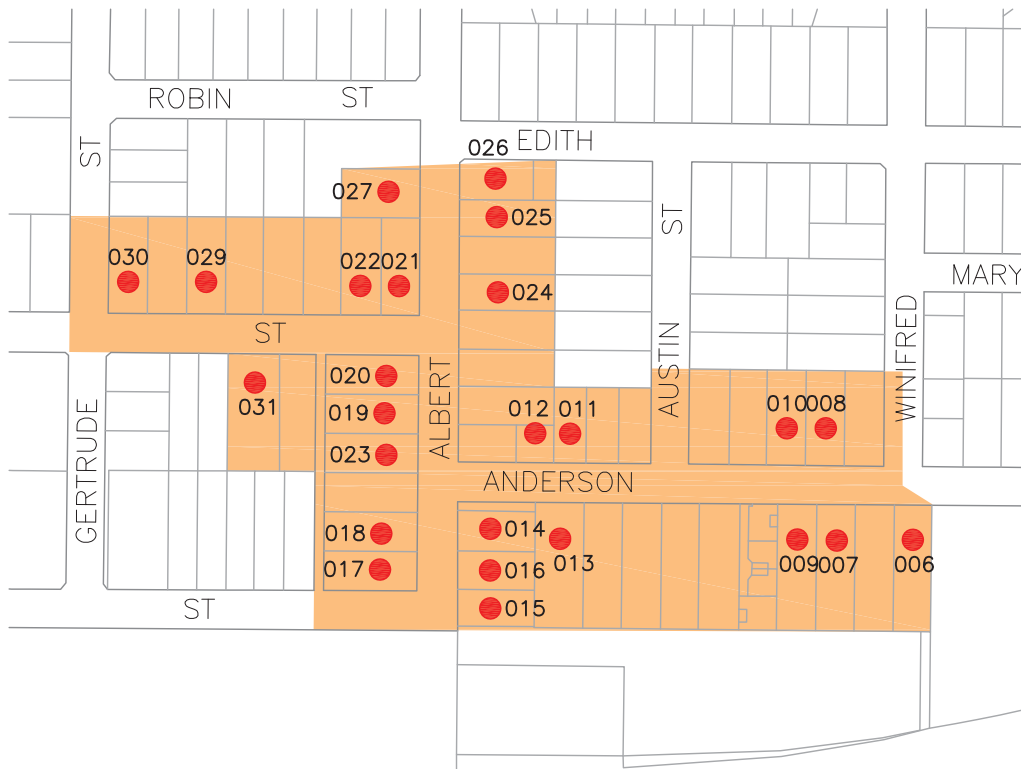 ROBIN ST
EDITH
026
ST
027
025
ST
030
029
022
021
024
MARY
ST
WINIFRED
AUSTIN
ALBERT
020
031
019
010
008
012
011
GERTRUDE
023
ANDERSON
018
014
013
009
007
006
017
016
015
ST